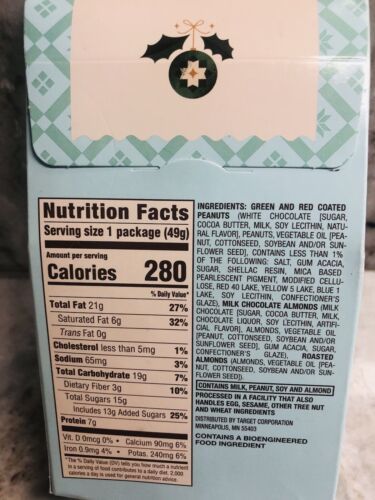 Nutrition Facts
Serving size 1 package (49g)
Amount per serving
Calories 280
% Daily Value*
Total Fat 21g 27%
Saturated Fat 6g 32%
Trans Fat 0g
Cholesterol less than 5mg 1%
Sodium 65mg 3%
Total Carbohydrate 19g 7%
Dietary Fiber 3g 10%
Total Sugars 15g
Includes 13g Added Sugars 25%
Protein 7g
Vit. D 0mcg 0% • Calcium 90mg 6%
Iron 0.9mg 4% • Potas. 240mg 6%
*The % Daily Value (DV) tells you how much a nutrient
in a serving of food contributes to a daily diet. 2,000
calories a day is used for general nutrition advice.
INGREDIENTS: GREEN AND RED COATED
PEANUTS (WHITE CHOCOLATE [SUGAR,
COCOA BUTTER, MILK, SOY LECITHIN, NATU-
RAL FLAVOR], PEANUTS, VEGETABLE OIL [PEA-
NUT, COTTONSEED, SOYBEAN AND/OR SUN-
FLOWER SEED], CONTAINS LESS THAN 1%
OF THE FOLLOWING: SALT, GUM ACACIA,
SUGAR, SHELLAC RESIN, MICA BASED
PEARLESCENT PIGMENT, MODIFIED CELLU-
LOSE, RED 40 LAKE, YELLOW 5 LAKE, BLUE 1
LAKE, SOY LECITHIN, CONFECTIONER'S
GLAZE), MILK CHOCOLATE ALMONDS (MILK
CHOCOLATE [SUGAR, COCOA BUTTER, MILK,
CHOCOLATE LIQUOR, SOY LECITHIN, ARTIFI-
CIAL FLAVOR], ALMONDS, VEGETABLE OIL
[PEANUT, COTTONSEED, SOYBEAN AND/OR
SUNFLOWER SEED], GUM ACACIA, SUGAR,
CONFECTIONER'S GLAZE), ROASTED
ALMONDS (ALMONDS, VEGETABLE OIL [PEA-
NUT, COTTONSEED, SOYBEAN AND/OR SUN-
FLOWER SEED].
CONTAINS MILK, PEANUT, SOY AND ALMOND
PROCESSED IN A FACILITY THAT ALSO
HANDLES EGG, SESAME, OTHER TREE NUT
AND WHEAT INGREDIENTS
DISTRIBUTED BY TARGET CORPORATION
MINNEAPOLIS, MN 55403
CONTAINS A BIOENGINEERED
FOOD INGREDIENT